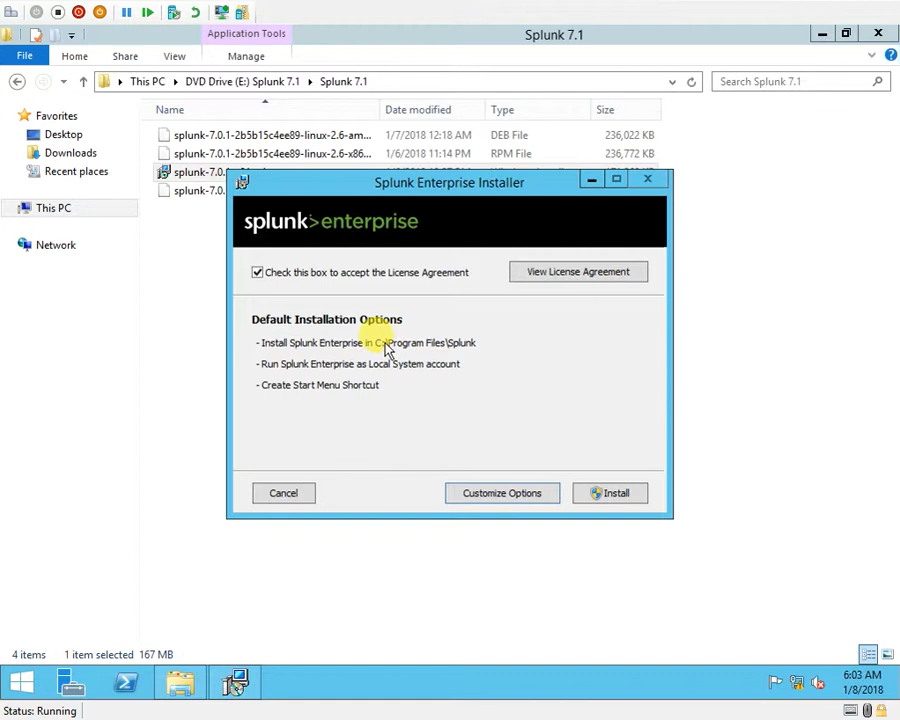 Application Tools
Splunk 7.1
File Home Share View Manage
This PC DVD Drive (E:) Splunk 7.1 Splunk 7.1
Search Splunk 7.1
Favorites
Desktop
Downloads
Recent places
This PC
Network
Name Date modified Type Size
splunk-7.0.1-2b5b15c4ee89-linux-2.6-am... 1/7/2018 12:18 AM DEB File 236,022 KB
splunk-7.0.1-2b5b15c4ee89-linux-2.6-x86... 1/6/2018 11:14 PM RPM File 236,772 KB
splunk-7.0.
splunk-7.0.
Splunk Enterprise Installer
splunk>enterprise
Check this box to accept the License Agreement
View License Agreement
Default Installation Options
- Install Splunk Enterprise in C:\Program Files\Splunk
- Run Splunk Enterprise as Local System account
- Create Start Menu Shortcut
Cancel
Customize Options
Install
4 items 1 item selected 167 MB
6:03 AM
1/8/2018
Status: Running